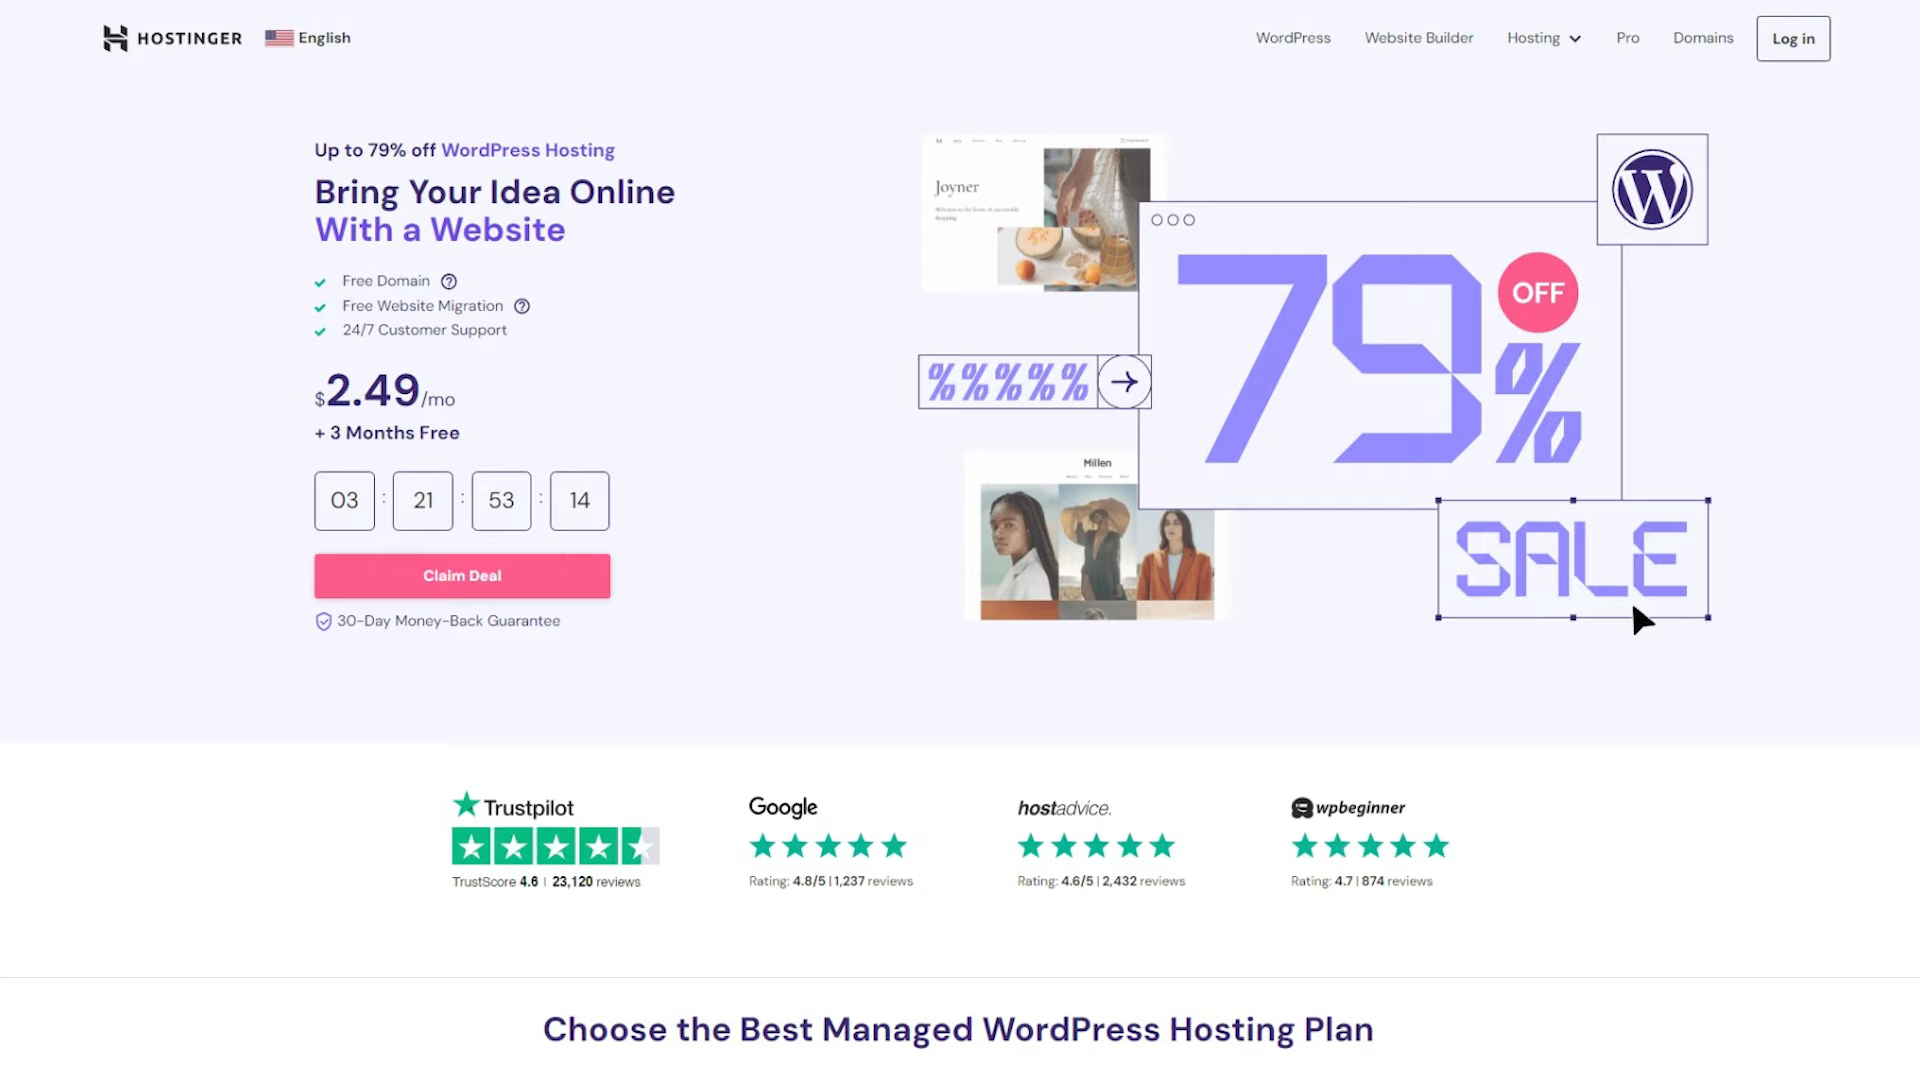 HOSTINGER
English
WordPress
Website Builder
Hosting
Pro
Domains
Log in
Up to 79% off WordPress Hosting
Bring Your Idea Online
With a Website
Free Domain
Free Website Migration
24/7 Customer Support
$2.49/mo
+ 3 Months Free
03 : 21 : 53 : 14
Claim Deal
30-Day Money-Back Guarantee
Joyner
%%%%%
79%
OFF
SALE
Millen
Trustpilot
TrustScore 4.6 | 23,120 reviews
Google
Rating: 4.8/5 | 1,237 reviews
hostadvice.
Rating: 4.6/5 | 2,432 reviews
wpbeginner
Rating: 4.7 | 874 reviews
Choose the Best Managed WordPress Hosting Plan